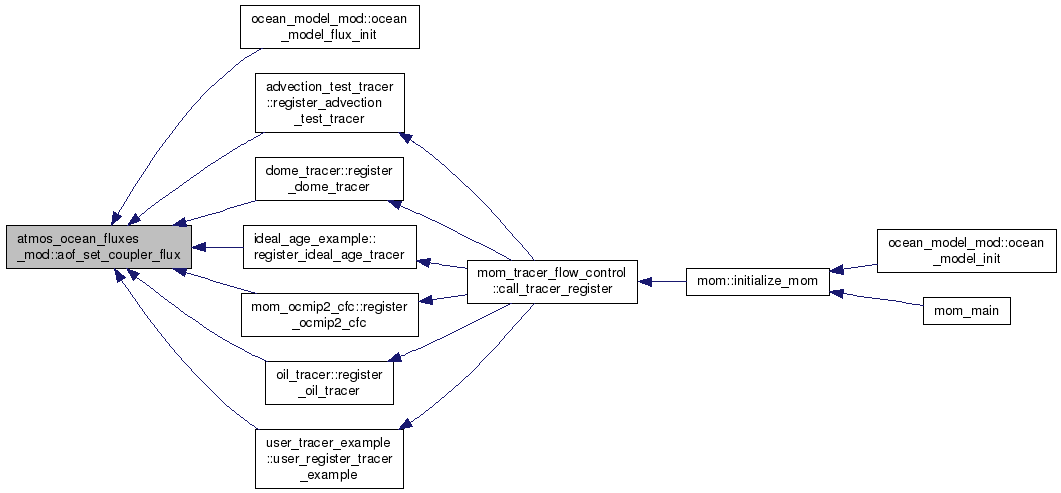 ocean_model_mod::ocean
_model_flux_init
advection_test_tracer
::register_advection
_test_tracer
dome_tracer::register
_dome_tracer
atmos_ocean_fluxes
_mod::aof_set_coupler_flux
ideal_age_example::
register_ideal_age_tracer
mom_ocmip2_cfc::register
_ocmip2_cfc
oil_tracer::register
_oil_tracer
user_tracer_example
::user_register_tracer
_example
mom_tracer_flow_control
::call_tracer_register
mom::initialize_mom
ocean_model_mod::ocean
_model_init
mom_main